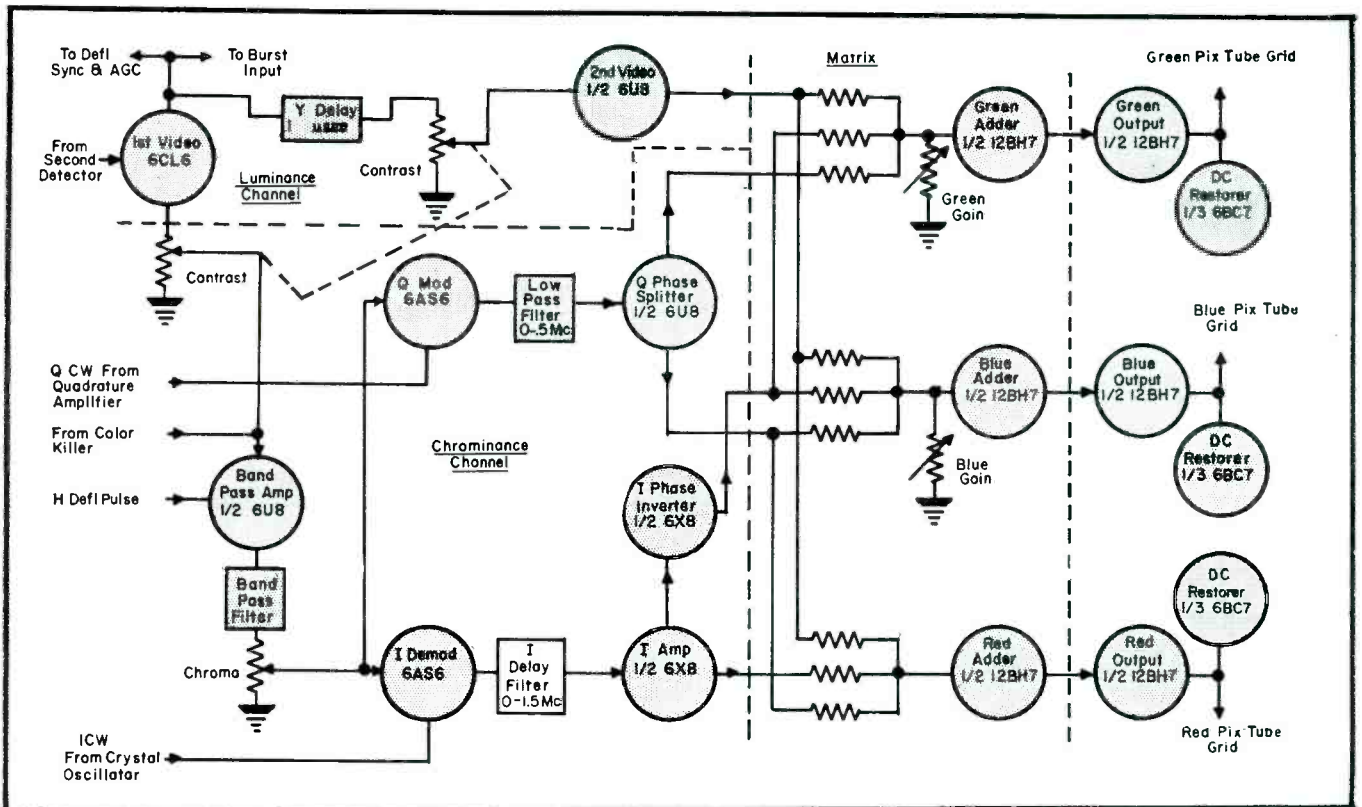 To Defl
Sync & AGC
To Burst
Input
From
Second
Detector
1st Video
6CL6
Y Delay
1 usec
Contrast
Luminance
Channel
2nd Video
1/2 6U8
Matrix
Green
Adder
1/2 12BH7
Green
Gain
Green
Output
1/2 12BH7
Green Pix Tube Grid
DC
Restorer
1/3 6BC7
Contrast
Q Mod
6AS6
Low
Pass
Filter
0-.5Mc
Q Phase
Splitter
1/2 6U8
Q CW From
Quadrature
Amplifier
From Color
Killer
H Defl Pulse
Band
Pass Amp
1/2 6U8
Band
Pass
Filter
Chroma
Chrominance
Channel
I Phase
Inverter
1/2 6X8
Blue
Adder
1/2 12BH7
Blue
Gain
Blue
Output
1/2 12BH7
Blue Pix Tube
Grid
DC
Restorer
1/3 6BC7
ICW
From Crystal
Oscillator
I Demod
6AS6
I
Delay
Filter
0-1.5Mc
I Amp
1/2 6X8
Red
Adder
1/2 12BH7
Red
Output
1/2 12BH7
DC
Restorer
1/3 6BC7
Red Pix Tube
Grid